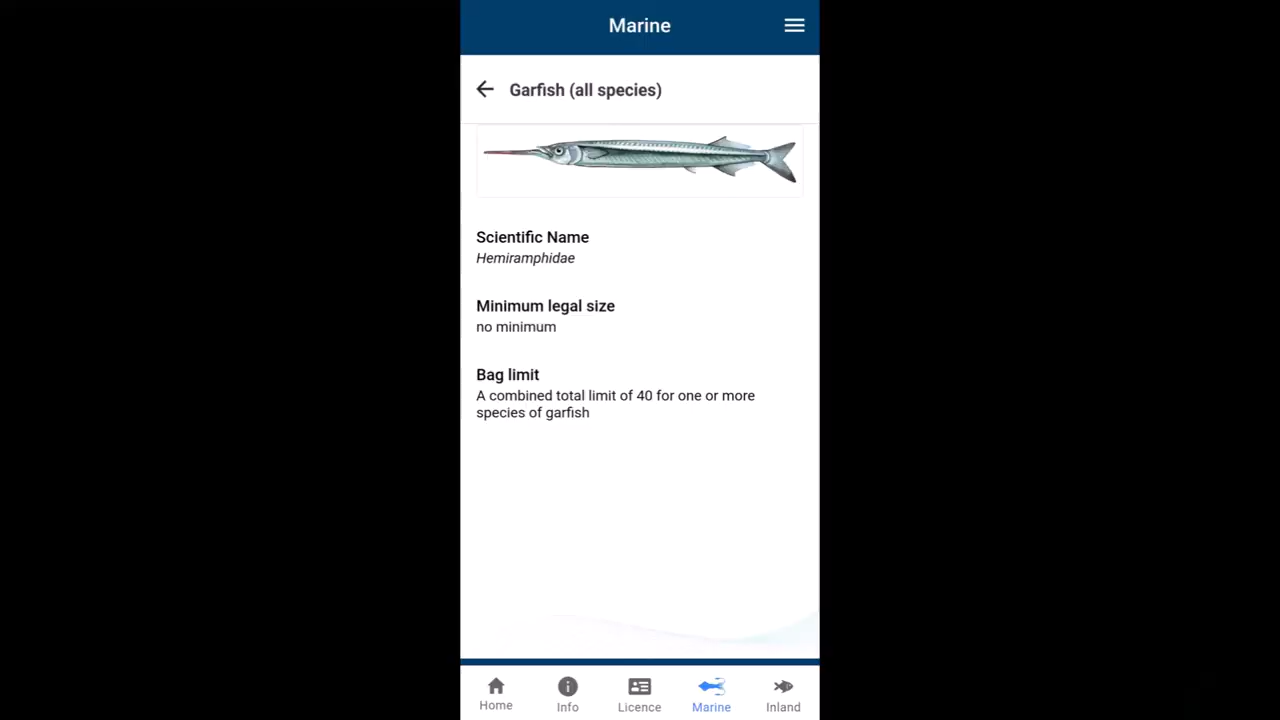 Marine
Garfish (all species)
Scientific Name
Hemiramphidae
Minimum legal size
no minimum
Bag limit
A combined total limit of 40 for one or more
species of garfish
Home
Info
Licence
Marine
Inland